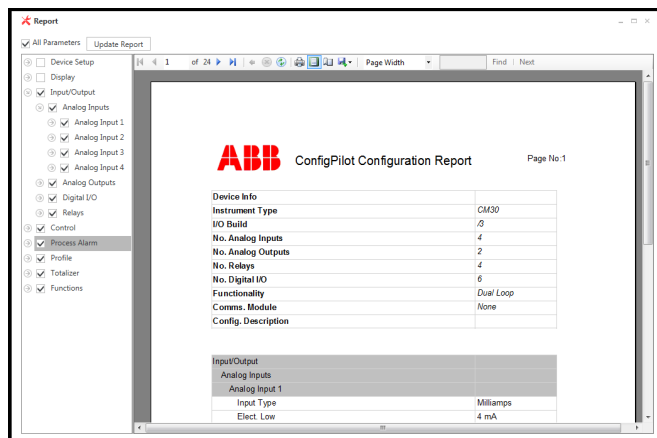 Report
All Parameters Update Report
Device Setup
Display
Input/Output
Analog Inputs
Analog Input 1
Analog Input 2
Analog Input 3
Analog Input 4
Analog Outputs
Digital I/O
Relays
Control
Process Alarm
Profile
Totalizer
Functions
1 of 24 Page Width Find | Next
ABB ConfigPilot Configuration Report Page No:1
Device Info
Instrument Type CM30
I/O Build /3
No. Analog Inputs 4
No. Analog Outputs 2
No. Relays 4
No. Digital I/O 6
Functionality Dual Loop
Comms. Module None
Config. Description
Input/Output
Analog Inputs
Analog Input 1
Input Type Milliamps
Elect. Low 4 mA